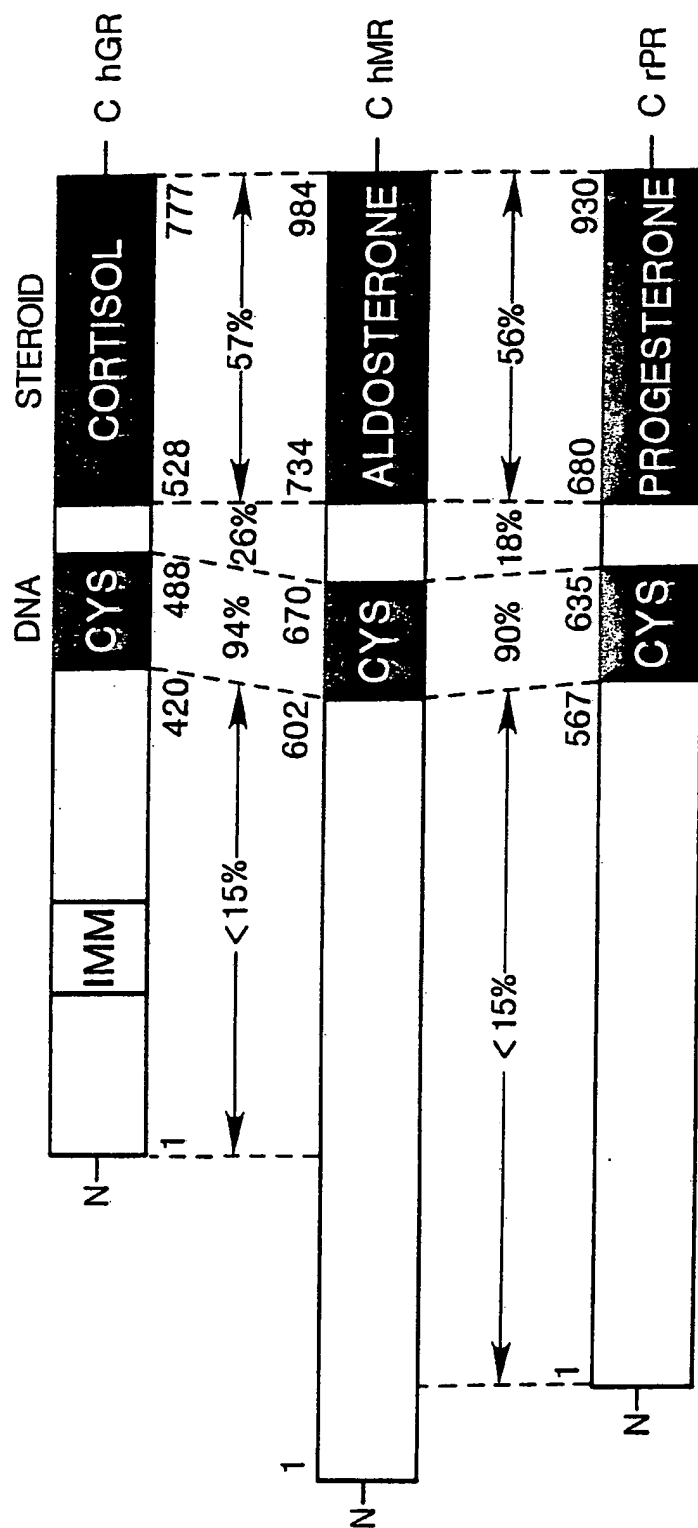 DNA STEROID
N IMM CYS CORTISOL C hGR
1 420 488 528 777
<15% 94% 26% 57%
1 602 670 734 984
N CYS ALDOSTERONE C hMR
<15% 90% 18% 56%
1 567 635 680 930
N CYS PROGESTERONE C rPR